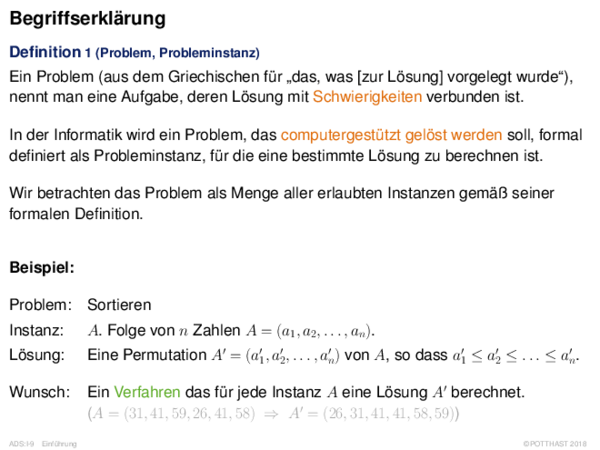 Begriffserklärung
Definition 1 (Problem, Probleminstanz)
Ein Problem (aus dem Griechischen für „das, was [zur Lösung] vorgelegt wurde“),
nennt man eine Aufgabe, deren Lösung mit Schwierigkeiten verbunden ist.
In der Informatik wird ein Problem, das computergestützt gelöst werden soll, formal
definiert als Probleminstanz, für die eine bestimmte Lösung zu berechnen ist.
Wir betrachten das Problem als Menge aller erlaubten Instanzen gemäß seiner
formalen Definition.
Beispiel:
Problem: Sortieren
Instanz: A. Folge von n Zahlen A = (a₁, a₂, . . . , aₙ).
Lösung: Eine Permutation A′ = (a′₁, a′₂, . . . , a′ₙ) von A, so dass a′₁ ≤ a′₂ ≤ . . . ≤ a′ₙ.
Wunsch: Ein Verfahren das für jede Instanz A eine Lösung A′ berechnet.
(A = (31, 41, 59, 26, 41, 58) ⇒ A′ = (26, 31, 41, 41, 58, 59))
ADS:I-9 Einführung © POTTHAST 2018